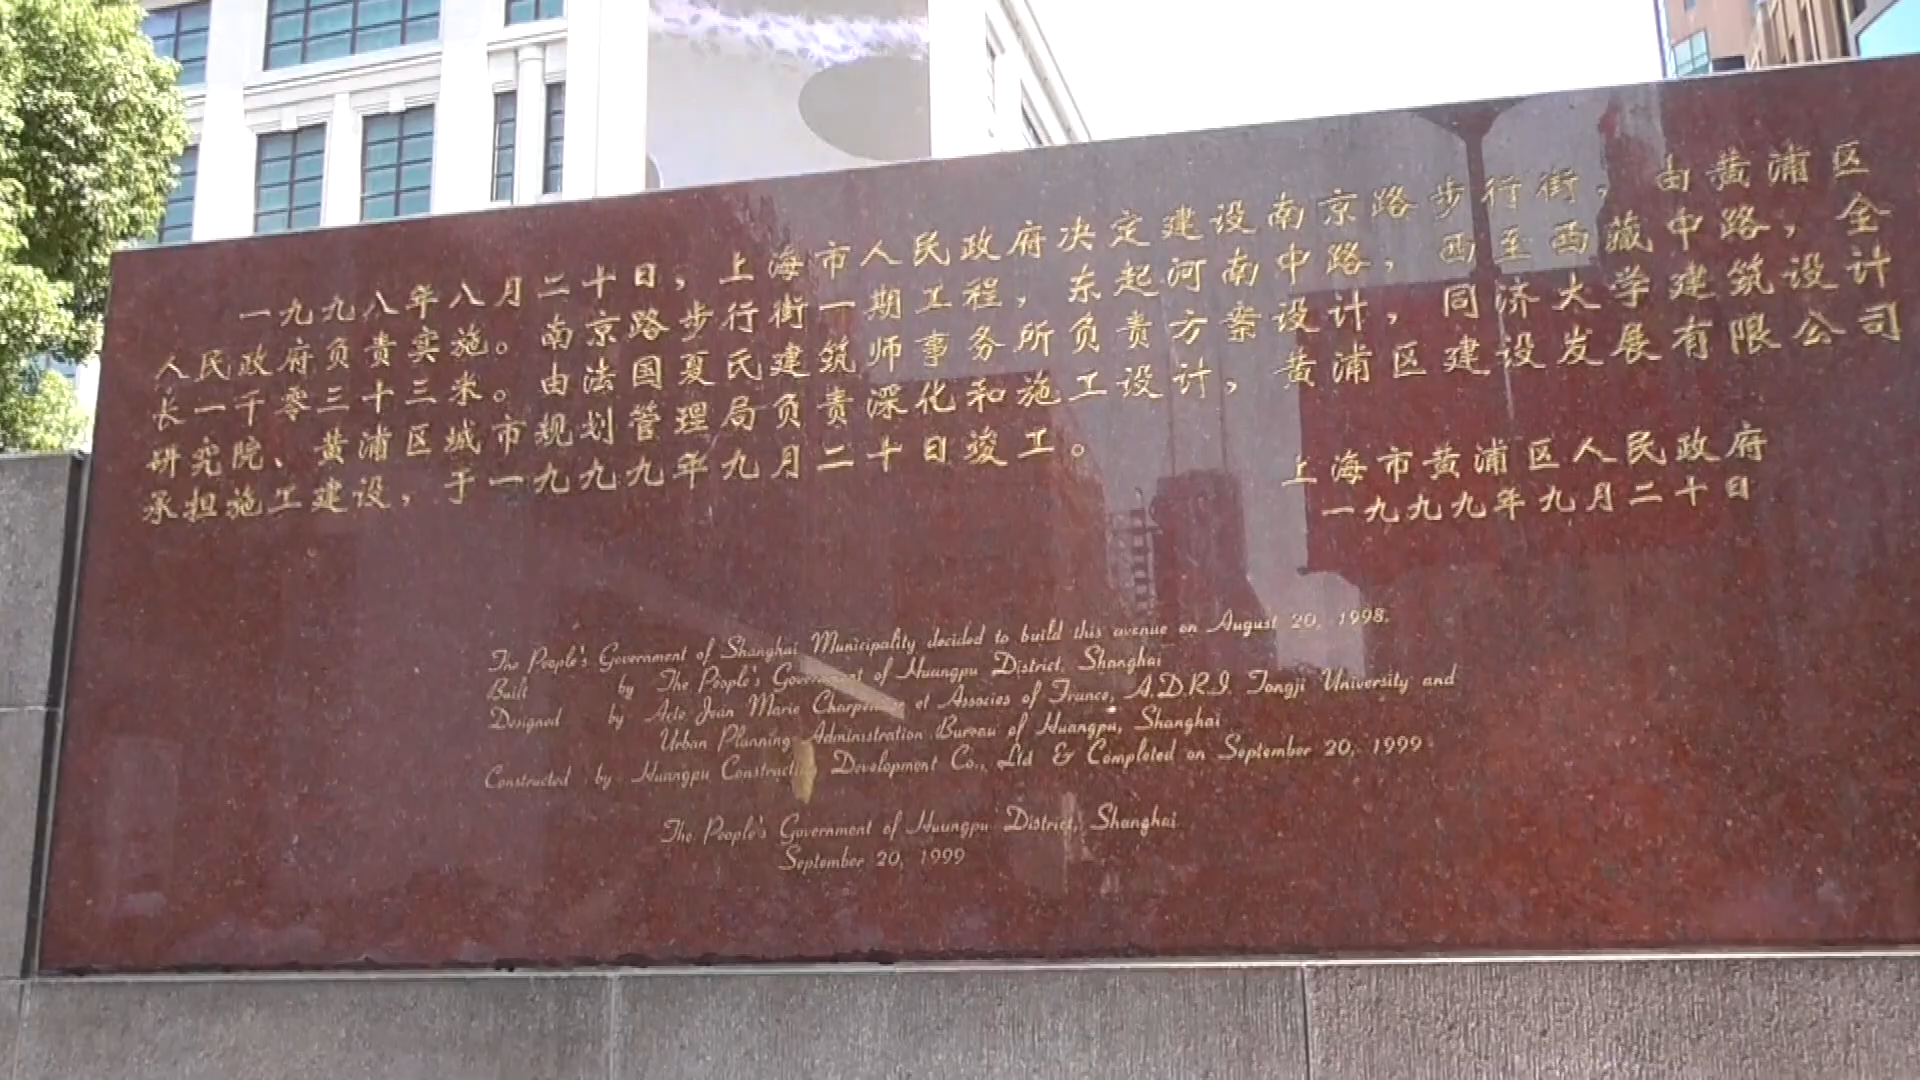 一九九八年八月二十日，上海市人民政府决定建设南京路步行街，由黄浦区
人民政府负责实施。南京路步行街一期工程，东起河南中路，西至西藏中路，全
长一千零三十三米。由法国夏氏建筑师事务所负责方案设计，同济大学建筑设计
研究院、黄浦区城市规划管理局负责深化和施工设计，黄浦区建设发展有限公司
承担施工建设，于一九九九年九月二十日竣工。
上海市黄浦区人民政府
一九九九年九月二十日
The People's Government of Shanghai Municipality decided to build this avenue on August 20, 1998.
Built by The People's Government of Huangpu District, Shanghai
Designed by Arte Jean Marie Charpentier et Associes of France, A.D.R.I. Tongji University and
Urban Planning Administration Bureau of Huangpu, Shanghai
Constructed by Huangpu Construction Development Co., Ltd & Completed on September 20, 1999
The People's Government of Huangpu District, Shanghai
September 20, 1999